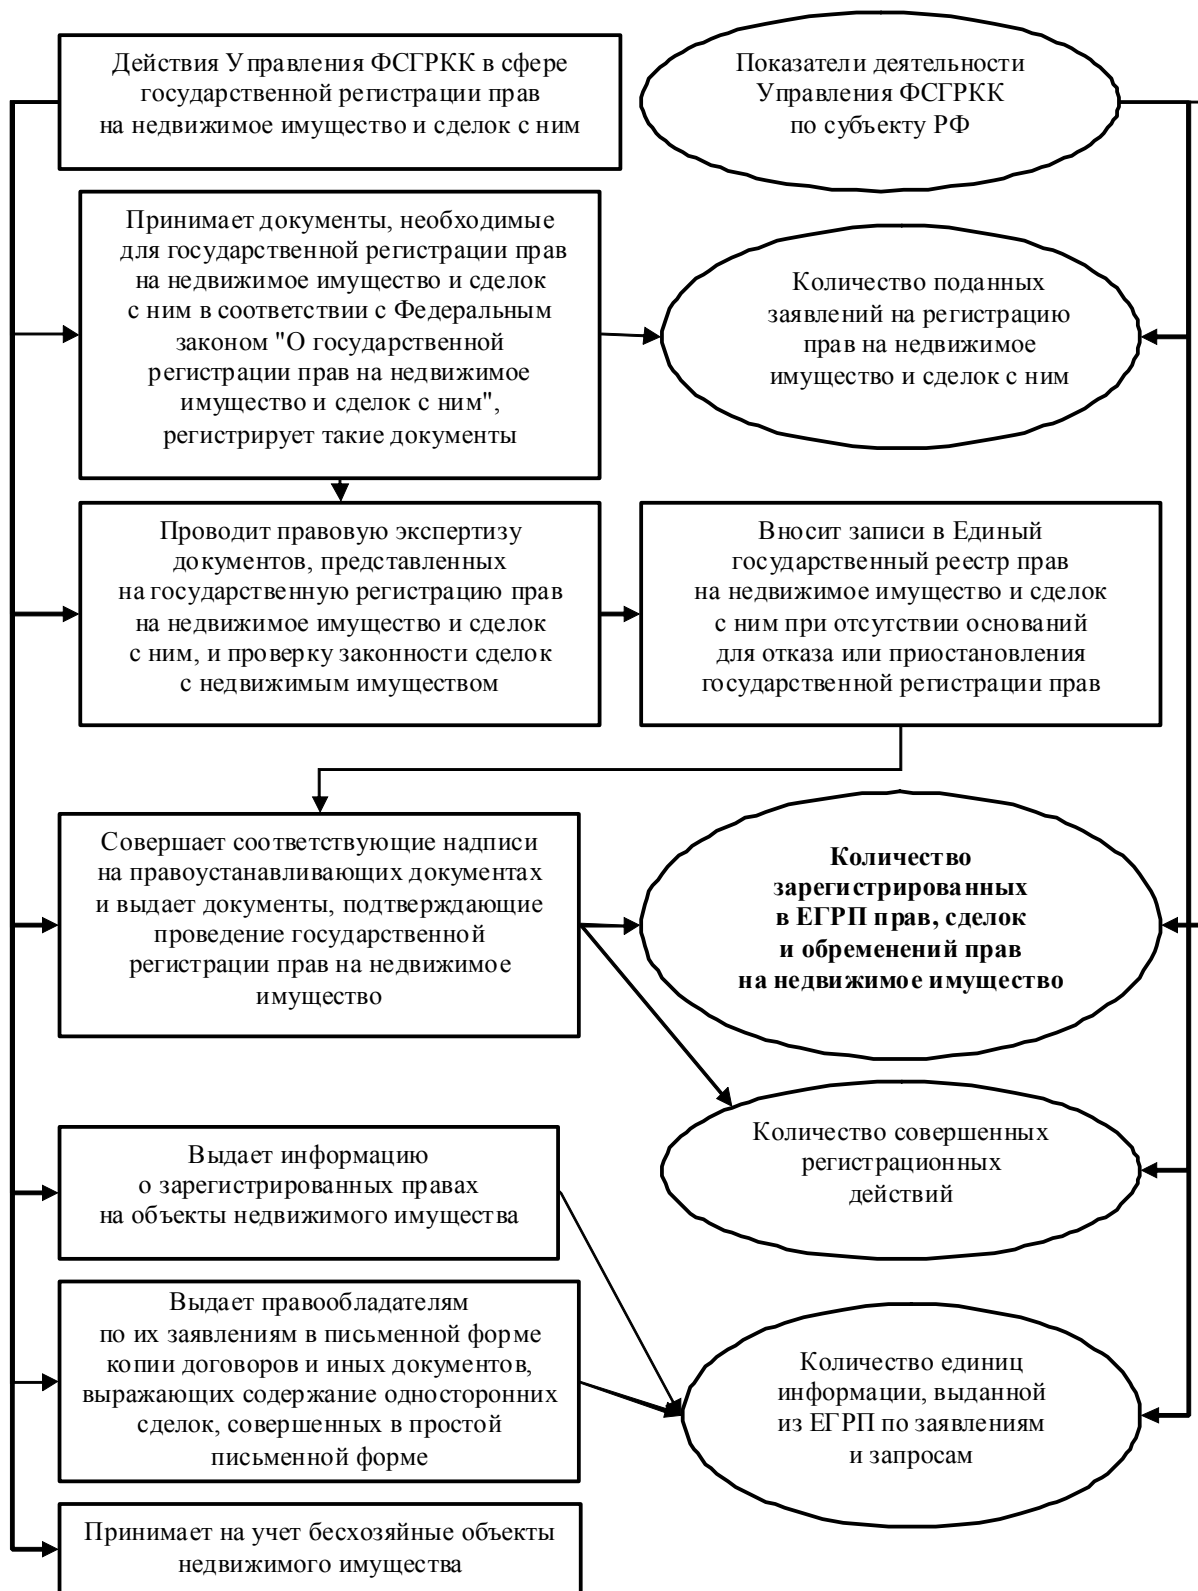 Действия Управления ФСГРКК в сфере
государственной регистрации прав
на недвижимое имущество и сделок с ним
Показатели деятельности
Управления ФСГРКК
по субъекту РФ
Принимает документы, необходимые
для государственной регистрации прав
на недвижимое имущество и сделок
с ним в соответствии с Федеральным
законом "О государственной
регистрации прав на недвижимое
имущество и сделок с ним",
регистрирует такие документы
Количество поданных
заявлений на регистрацию
прав на недвижимое
имущество и сделок с ним
Проводит правовую экспертизу
документов, представленных
на государственную регистрацию прав
на недвижимое имущество и сделок
с ним, и проверку законности сделок
с недвижимым имуществом
Вносит записи в Единый
государственный реестр прав
на недвижимое имущество и сделок
с ним при отсутствии оснований
для отказа или приостановления
государственной регистрации прав
Совершает соответствующие надписи
на правоустанавливающих документах
и выдает документы, подтверждающие
проведение государственной
регистрации прав на недвижимое
имущество
Количество
зарегистрированных
в ЕГРП прав, сделок
и обременений прав
на недвижимое имущество
Количество совершенных
регистрационных
действий
Выдает информацию
о зарегистрированных правах
на объекты недвижимого имущества
Выдает правообладателям
по их заявлениям в письменной форме
копии договоров и иных документов,
выражающих содержание односторонних
сделок, совершенных в простой
письменной форме
Количество единиц
информации, выданной
из ЕГРП по заявлениям
и запросам
Принимает на учет бесхозяйные объекты
недвижимого имущества